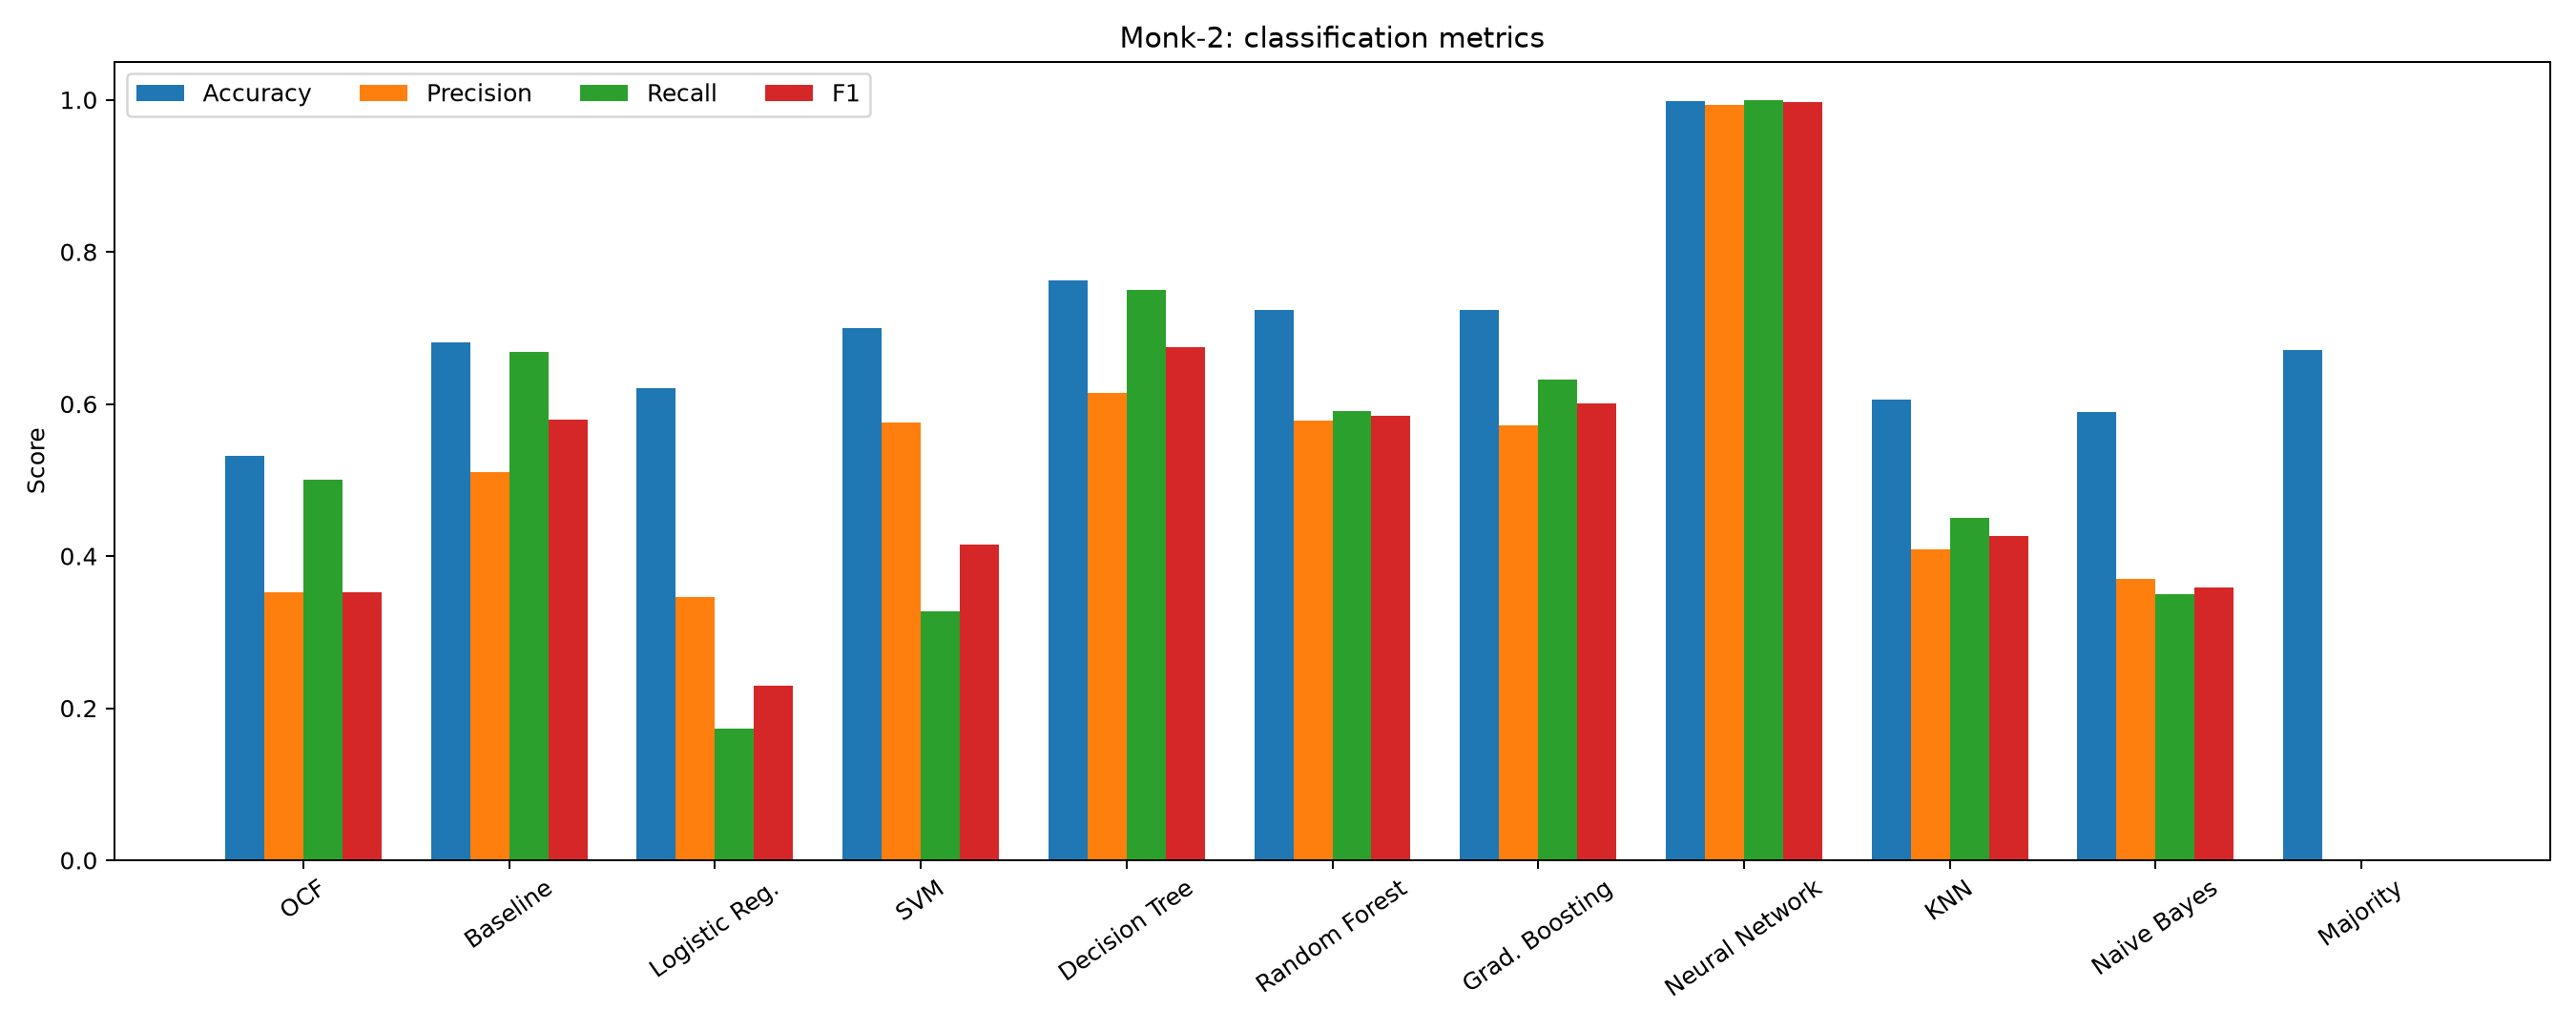 Monk-2: classification metrics
Accuracy Precision Recall F1
1.0
0.8
0.6
0.4
0.2
0.0
Score
OCF Baseline Logistic Reg. SVM Decision Tree Random Forest Grad. Boosting Neural Network KNN Naive Bayes Majority